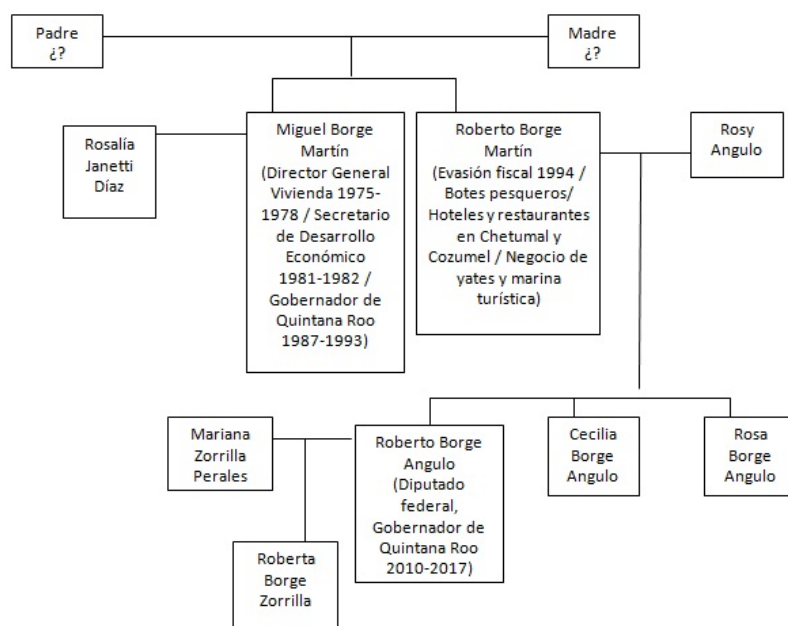 Padre
¿?
Madre
¿?
Rosalía
Janetti
Díaz
Miguel Borge
Martín
(Director General
Vivienda 1975-
1978 / Secretario
de Desarrollo
Económico
1981-1982 /
Gobernador de
Quintana Roo
1987-1993)
Roberto Borge
Martín
(Evasión fiscal 1994 /
Botes pesqueros/
Hoteles y restaurantes
en Chetumal y
Cozumel / Negocio de
yates y marina
turística)
Rosy
Angulo
Mariana
Zorrilla
Perales
Roberto Borge
Angulo
(Diputado
federal,
Gobernador de
Quintana Roo
2010-2017)
Cecilia
Borge
Angulo
Rosa
Borge
Angulo
Roberta
Borge
Zorrilla